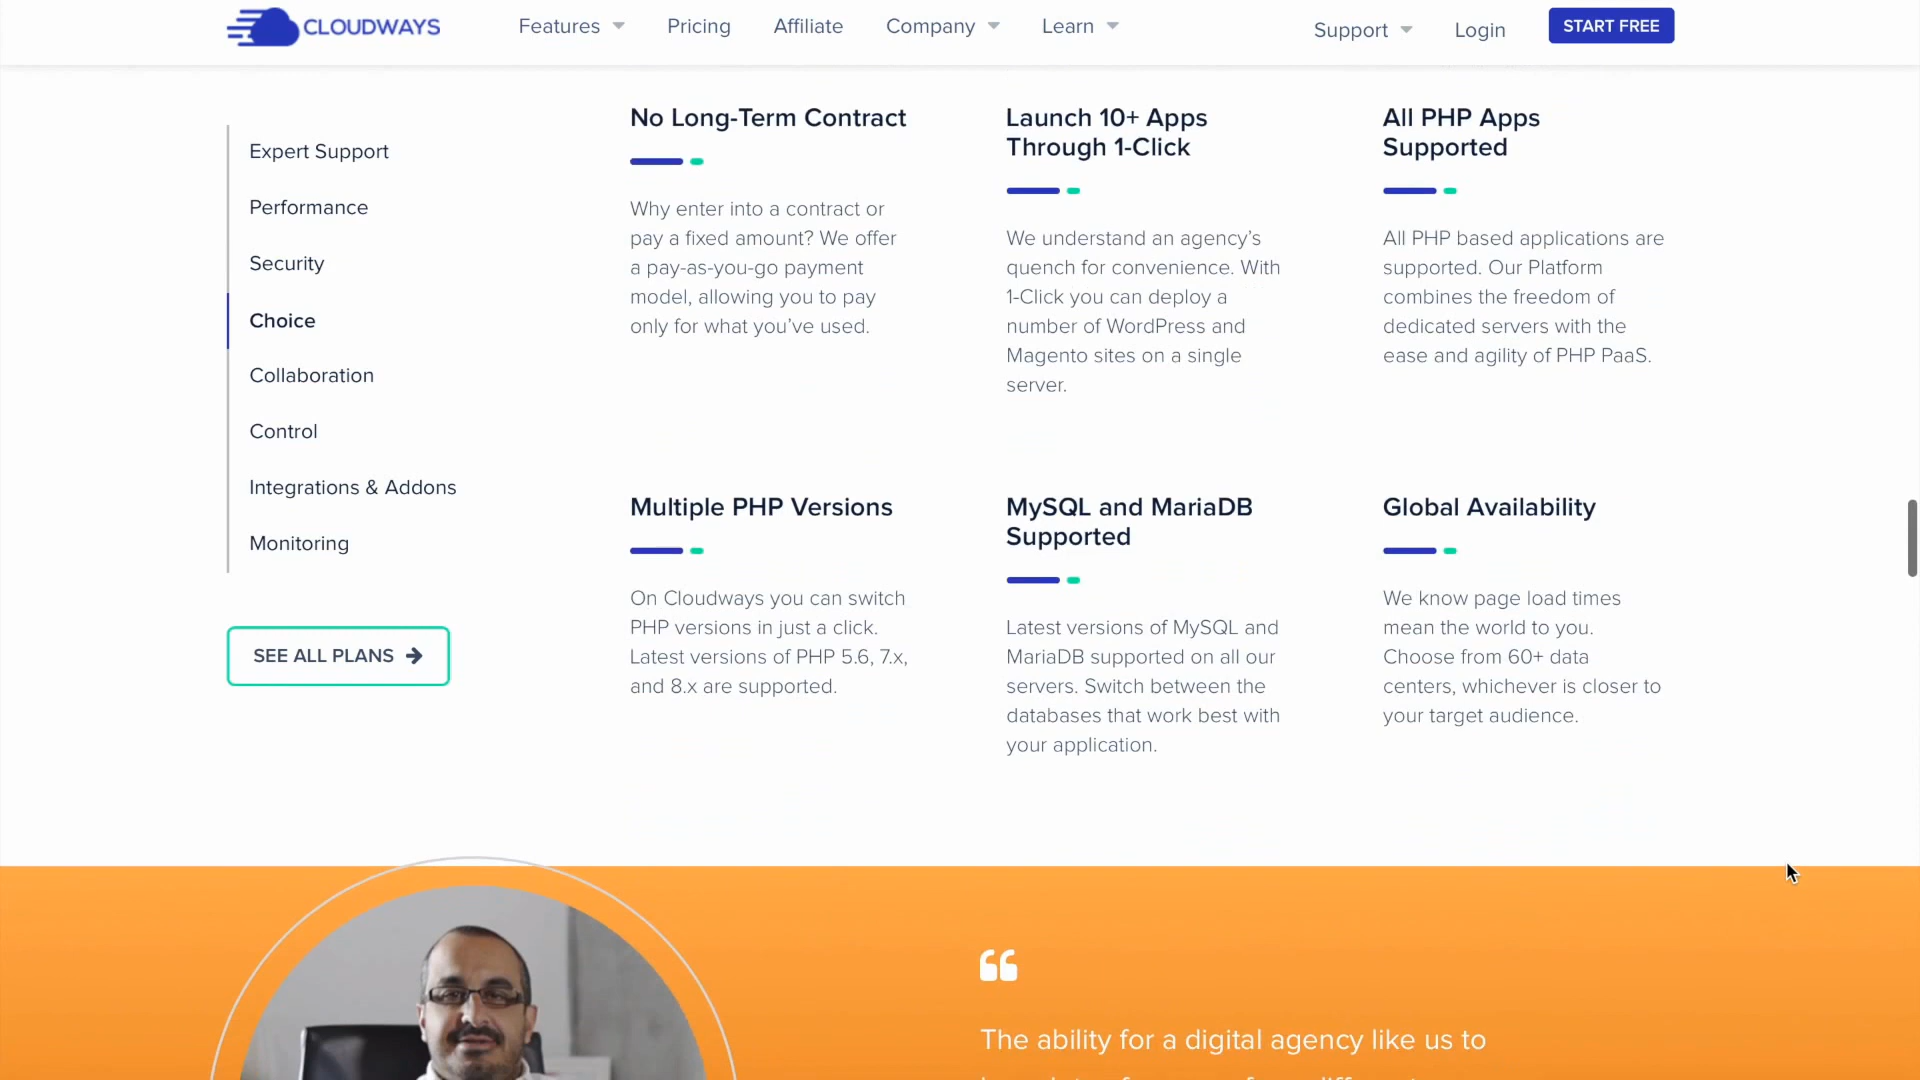 CLOUDWAYS
Features
Pricing
Affiliate
Company
Learn
Support
Login
START FREE
Expert Support
Performance
Security
Choice
Collaboration
Control
Integrations & Addons
Monitoring
SEE ALL PLANS
No Long-Term Contract
Why enter into a contract or
pay a fixed amount? We offer
a pay-as-you-go payment
model, allowing you to pay
only for what you’ve used.
Launch 10+ Apps
Through 1-Click
We understand an agency’s
quench for convenience. With
1-Click you can deploy a
number of WordPress and
Magento sites on a single
server.
All PHP Apps
Supported
All PHP based applications are
supported. Our Platform
combines the freedom of
dedicated servers with the
ease and agility of PHP PaaS.
Multiple PHP Versions
On Cloudways you can switch
PHP versions in just a click.
Latest versions of PHP 5.6, 7.x,
and 8.x are supported.
MySQL and MariaDB
Supported
Latest versions of MySQL and
MariaDB supported on all our
servers. Switch between the
databases that work best with
your application.
Global Availability
We know page load times
mean the world to you.
Choose from 60+ data
centers, whichever is closer to
your target audience.
The ability for a digital agency like us to